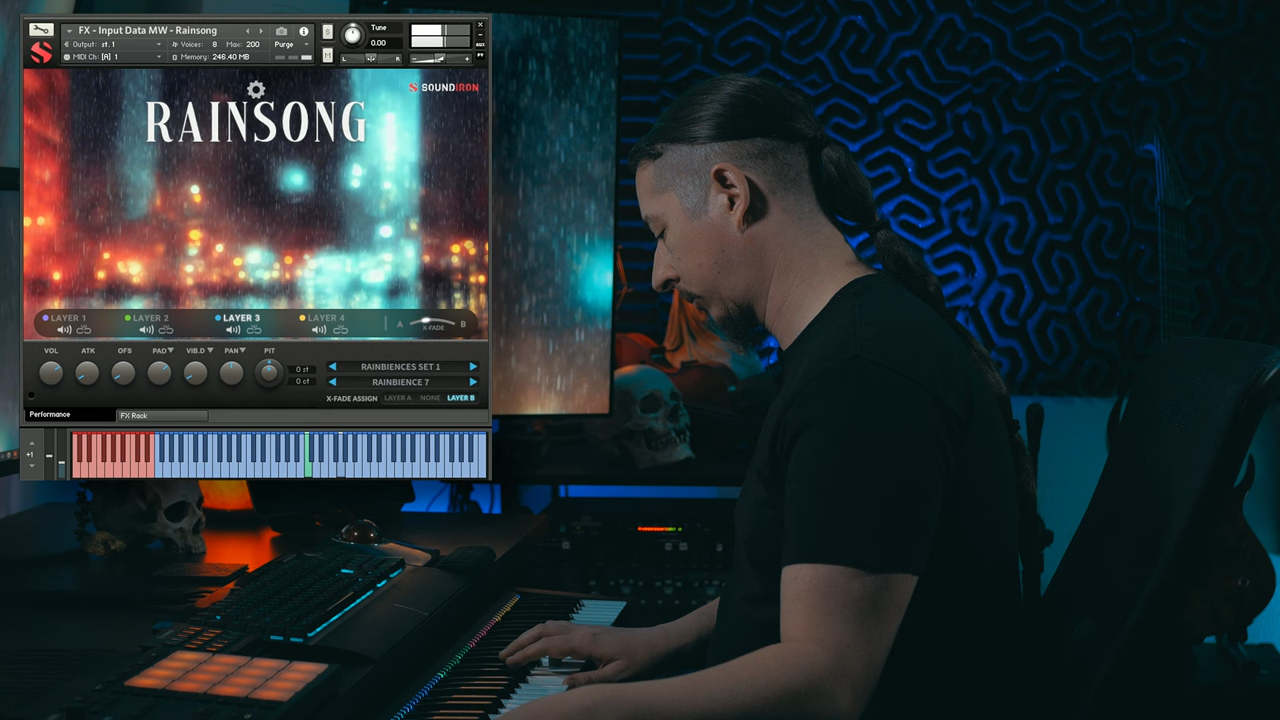 FX - Input Data MW - Rainsong
Output: st. 1
Voices: 8 Max: 200
Purge
MIDI Ch: [A] 1
Memory: 246.40 MB
S
M
Tune
0.00
L R
- +
AUX
PV
SOUNDIRON
RAINSONG
LAYER 1
LAYER 2
LAYER 3
LAYER 4
A X-FADE B
VOL ATK OFS PAD VIB.D PAN PIT
0 st
0 ct
RAINBIENCES SET 1
RAINBIENCE 7
X-FADE ASSIGN LAYER A NONE LAYER B
Performance
FX Rack
+1